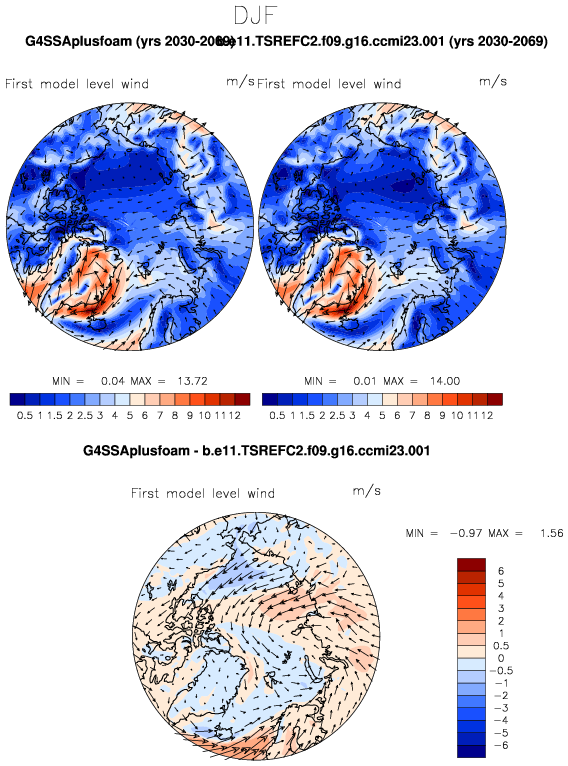 DJF
G4SSAplusfoam (yrs 2030-2069) b.e11.TSREFC2.f09.g16.ccmi23.001 (yrs 2030-2069)
First model level wind m/s First model level wind m/s
MIN = 0.04 MAX = 13.72 MIN = 0.01 MAX = 14.00
0.5 1 1.5 2 2.5 3 4 5 6 7 8 9 10 11 12 0.5 1 1.5 2 2.5 3 4 5 6 7 8 9 10 11 12
G4SSAplusfoam - b.e11.TSREFC2.f09.g16.ccmi23.001
First model level wind m/s
MIN = -0.97 MAX = 1.56
6
5
4
3
2
1
0.5
0
-0.5
-1
-2
-3
-4
-5
-6